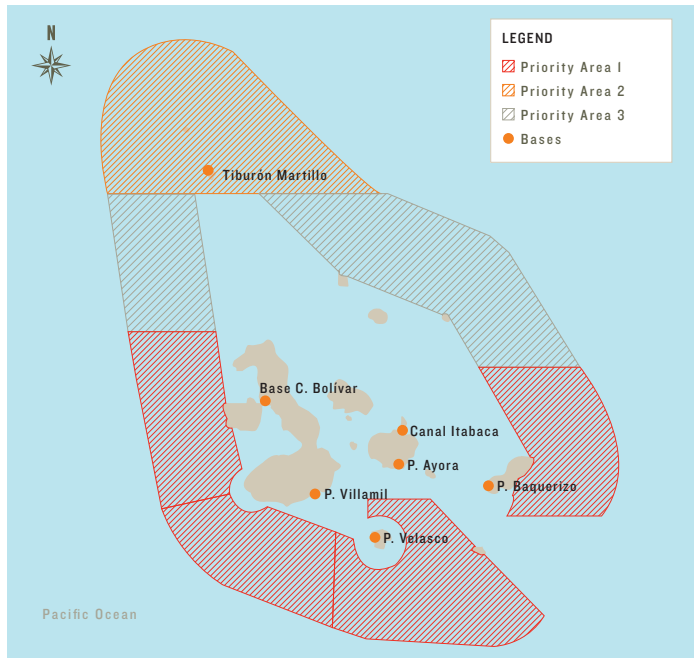 N
LEGEND
Priority Area 1
Priority Area 2
Priority Area 3
Bases
Tiburón Martillo
Base C. Bolívar
Canal Itabaca
P. Ayora
P. Baquerizo
P. Villamil
P. Velasco
Pacific Ocean